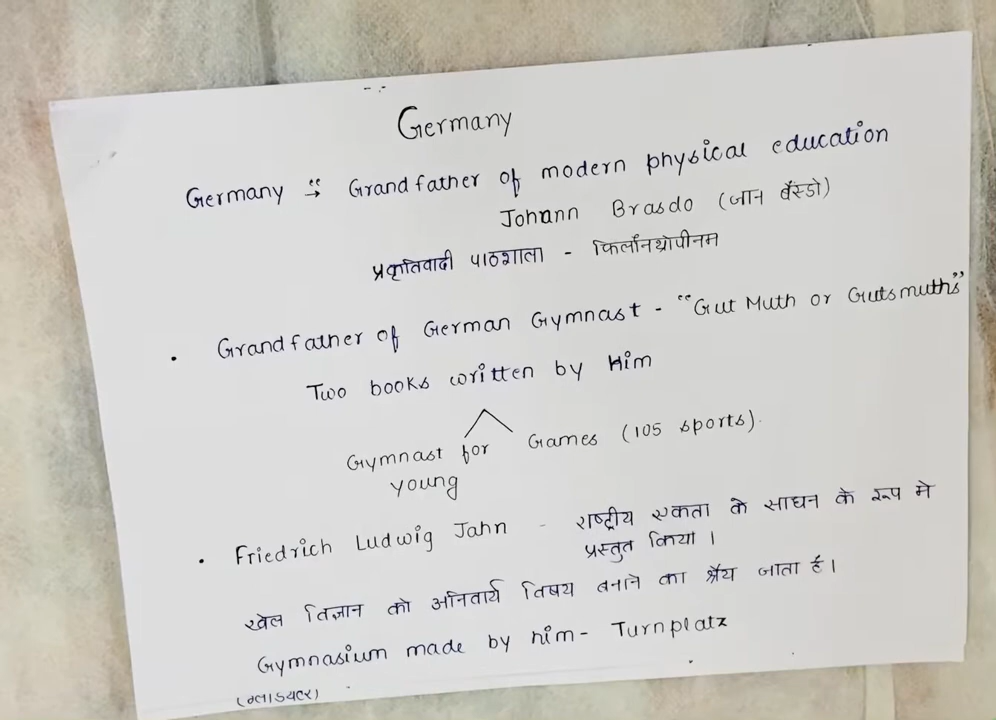 Germany
Germany → “ Grandfather of modern physical education
Johann Brasdo (जान बैस्डो)
प्रकृतिवादी पाठशाला - फिलॉनथ्रोपीनम
• Grandfather of German Gymnast - “Gut Muth or Gutsmuths”
Two books written by Him
Gymnast for young
Games (105 sports).
• Friedrich Ludwig Jahn - राष्ट्रीय एकता के साधन के रूप मे
प्रस्तुत किया ।
खेल विज्ञान को अनिवार्य विषय बनाने का श्रेय जाता है।
Gymnasium made by him - Turnplatz